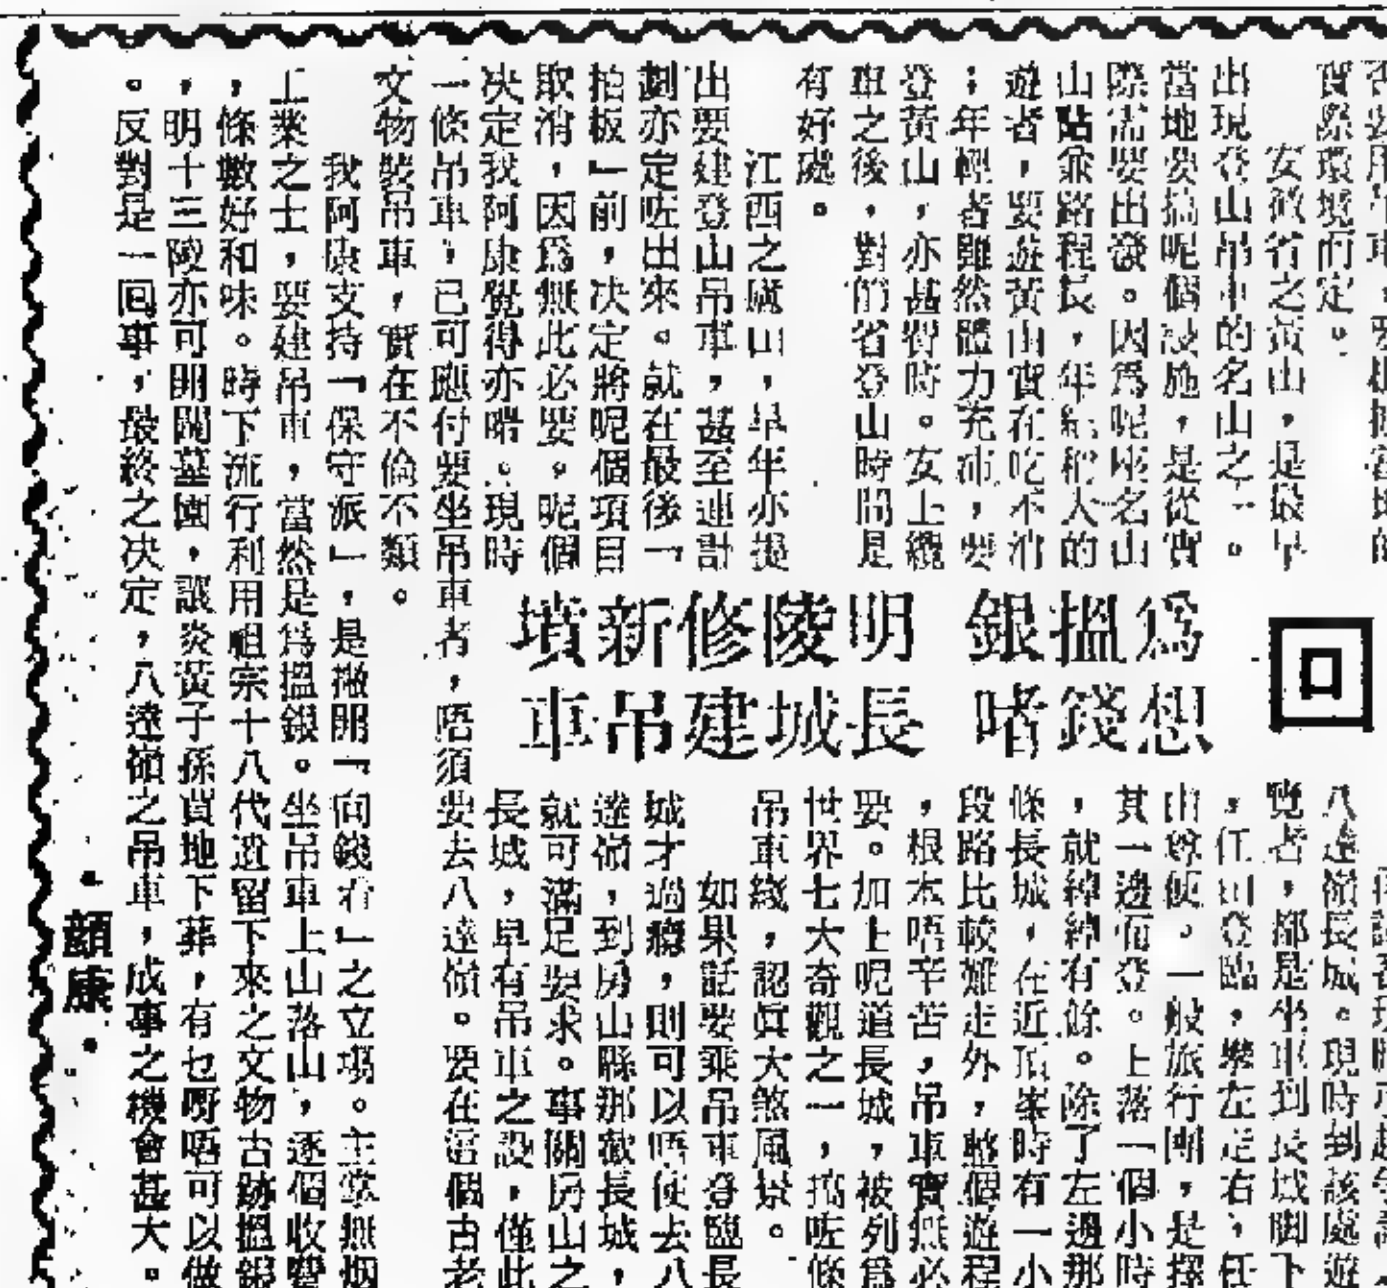 實際環境而定。
安徽省之黃山,是最早
出現登山吊車的名山之一。
當地要搞呢個設施,是從實
際需要出發。因爲呢座名山
山點兼路程長,年紀稍大的
遊者,要遊黃山實在吃不消
;年輕者雖然體力充沛,要
登黃山,亦甚費時。安上纜
車之後,對節省登山時間是
有好處。
江西之廬山,早年亦提
出要建登山吊車,甚至連計
劃亦定咗出來。就在最後「
拍板」前,决定將呢個項目
取消,因爲無此必要。呢個
决定我阿康覺得亦啱。現時
回
爲搵銀 明陵修新墳
想錢啫 長城建吊車
八達嶺長城。現時到該處遊
覽者,都是坐車到長城脚下
,任由登臨,攀左走右,任
由尊便。一般旅行團,是擇
其一邊而登。上落一個小時
,就綽綽有餘。除了左邊那
條長城,在近頂峯時有一小
段路比較難走外,整個遊程
,根本唔辛苦,吊車實無必
要。加上呢道長城,被列爲
世界七大奇觀之一,搞咗條
吊車綫,認眞大煞風景。
如果話要乘吊車登臨長
城才過癮,則可以唔使去八
達嶺,到房山縣那截長城,
就可滿足要求。事關房山之
長城,早有吊車之設,僅此
一條吊車,已可應付要坐吊車者,唔須要去八達嶺。要在這個古老
文物裝吊車,實在不倫不類。
我阿康支持「保守派」,是撇開「向錢看」之立場。主掌無烟
工業之士,要建吊車,當然是爲搵銀。坐吊車上山落山,逐個收費
,條數好和味。時下流行利用祖宗十八代遺留下來之文物古跡搵銀
,明十三陵亦可開闢墓園,讓炎黃子孫買地下葬,有乜嘢唔可以做
。反對是一回事,最終之决定,八達嶺之吊車,成事之機會甚大。
·顏康·